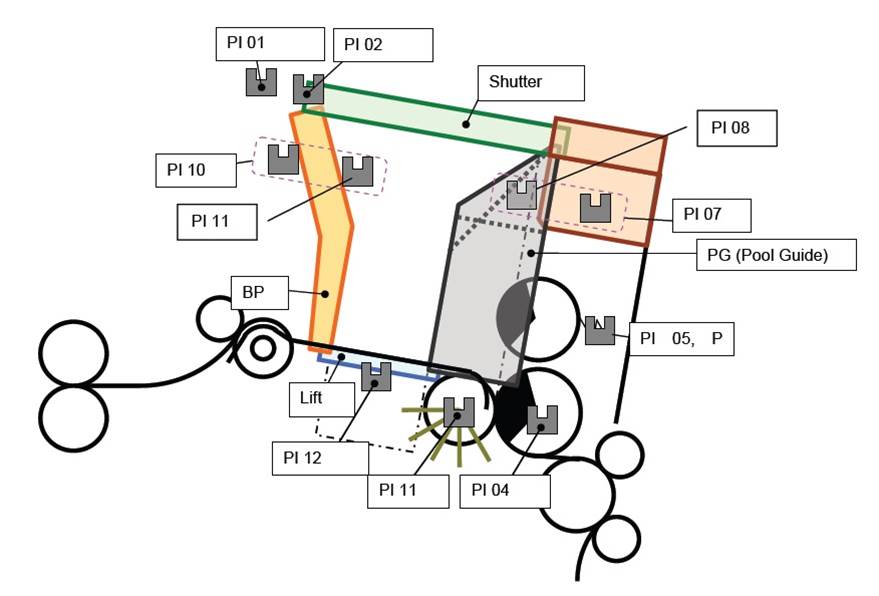 PI 01
PI 02
Shutter
PI 08
PI 10
PI 11
PI 07
PG (Pool Guide)
BP
PI 05, P
Lift
PI 12
PI 11
PI 04